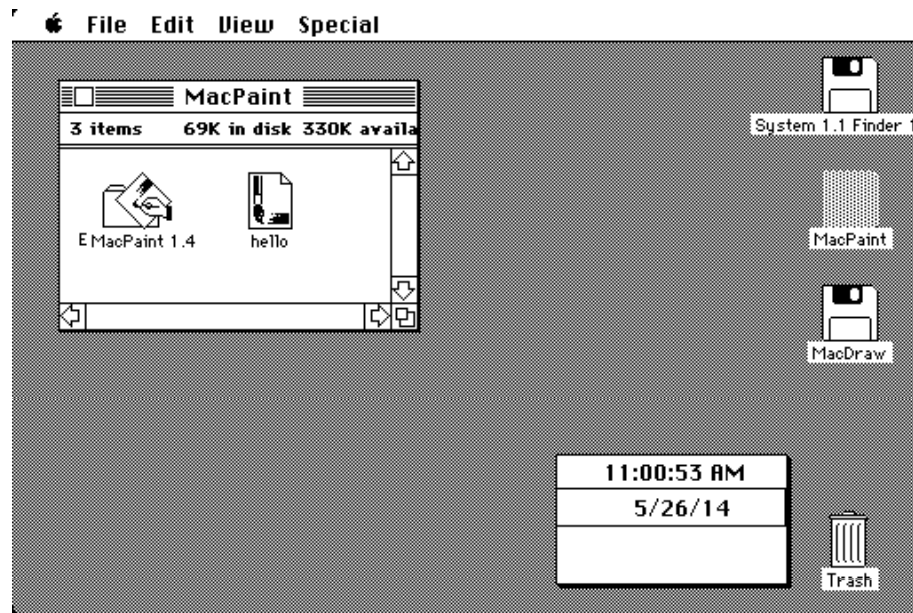 File Edit View Special
MacPaint
3 items 69K in disk 330K availa
MacPaint 1.4
hello
System 1.1 Finder 1
MacPaint
MacDraw
11:00:53 AM
5/26/14
Trash